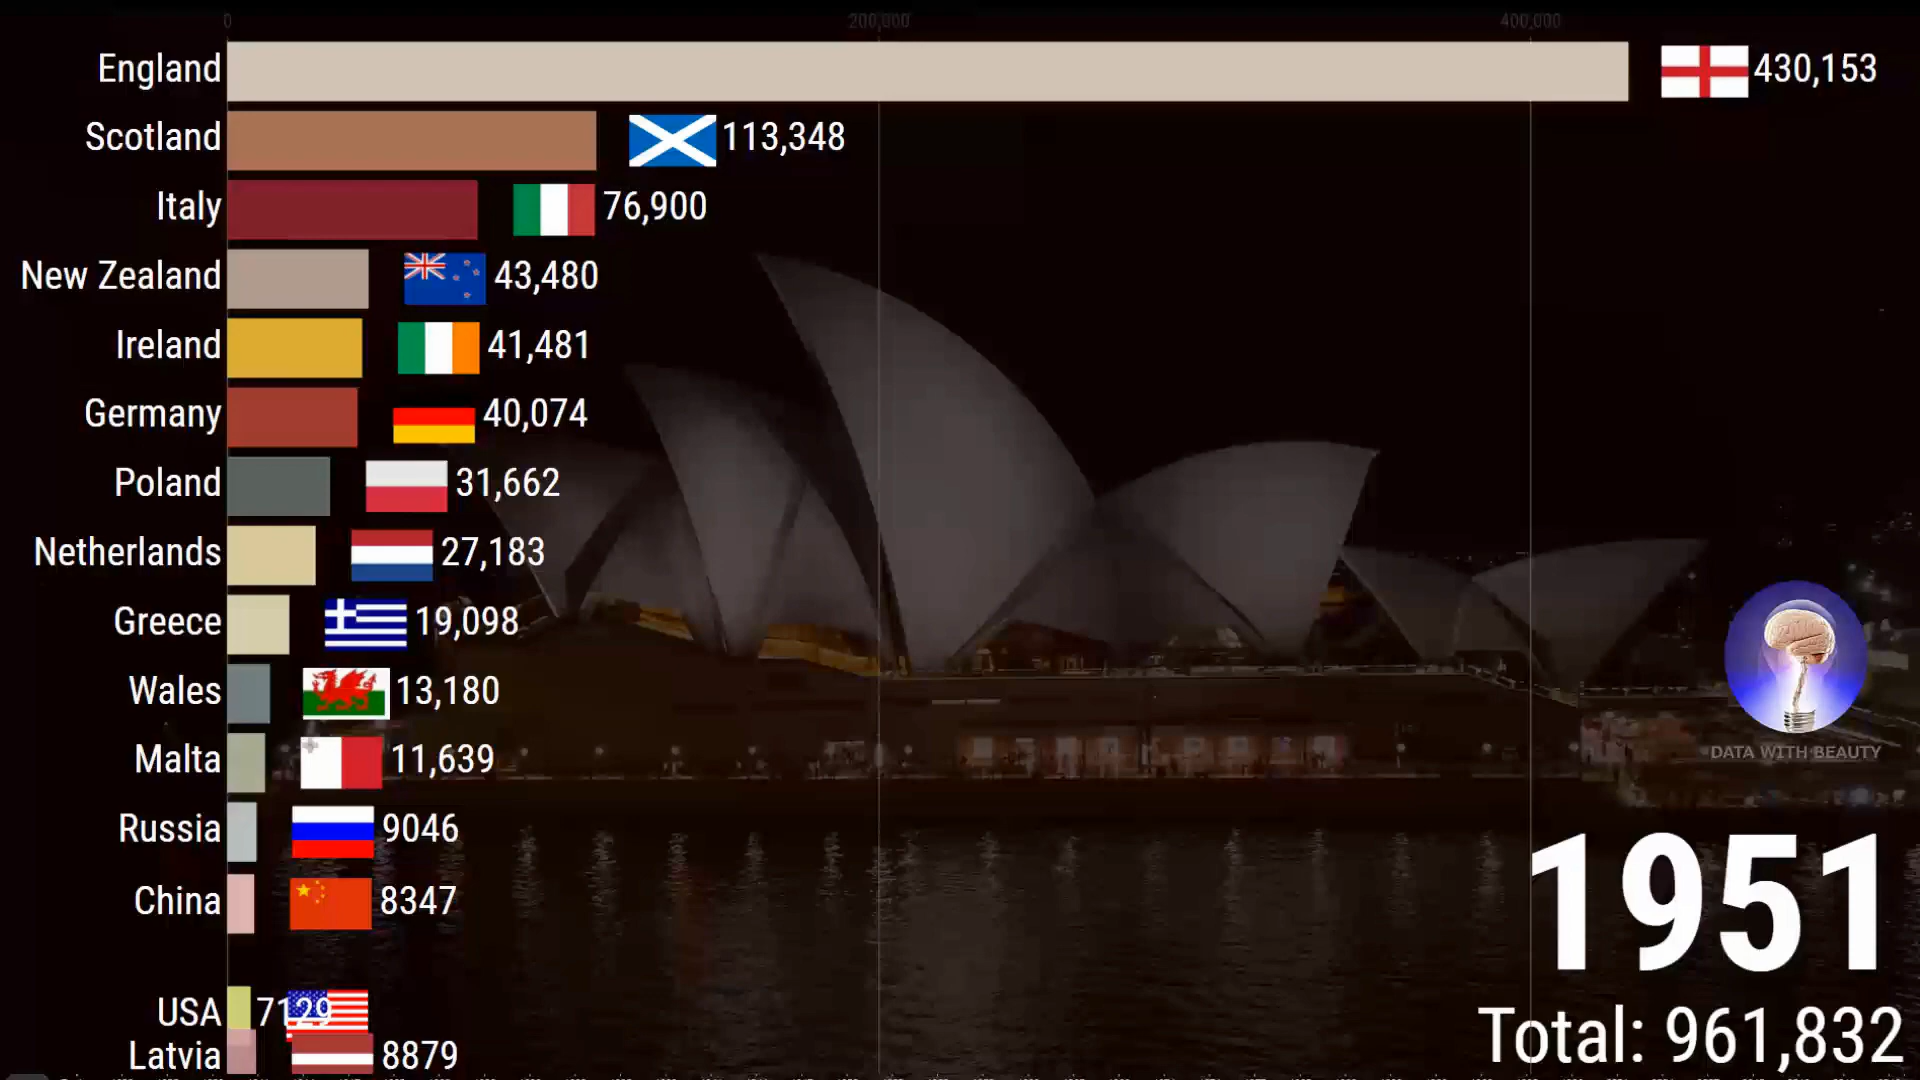 0 200,000 400,000
England 430,153
Scotland 113,348
Italy 76,900
New Zealand 43,480
Ireland 41,481
Germany 40,074
Poland 31,662
Netherlands 27,183
Greece 19,098
Wales 13,180
Malta 11,639
Russia 9046
China 8347
USA 7129
Latvia 8879
DATA WITH BEAUTY
1951
Total: 961,832